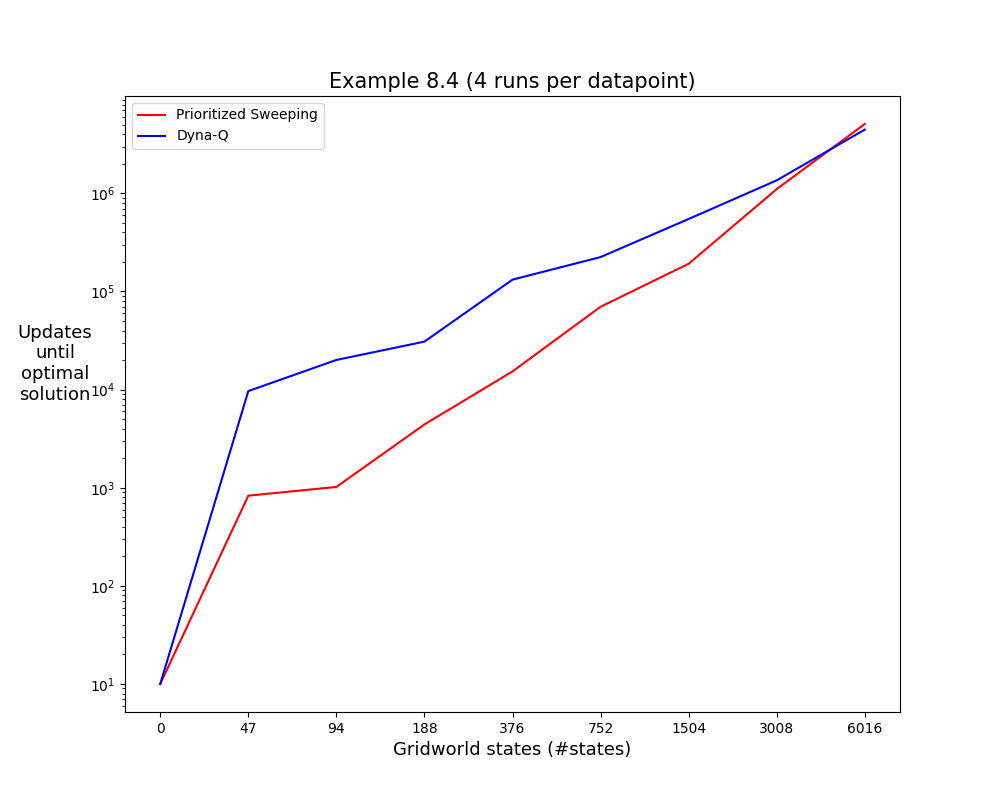 Example 8.4 (4 runs per datapoint)
Prioritized Sweeping
Dyna-Q
Updates
until
optimal
solution
10^6
10^5
10^4
10^3
10^2
10^1
0 47 94 188 376 752 1504 3008 6016
Gridworld states (#states)